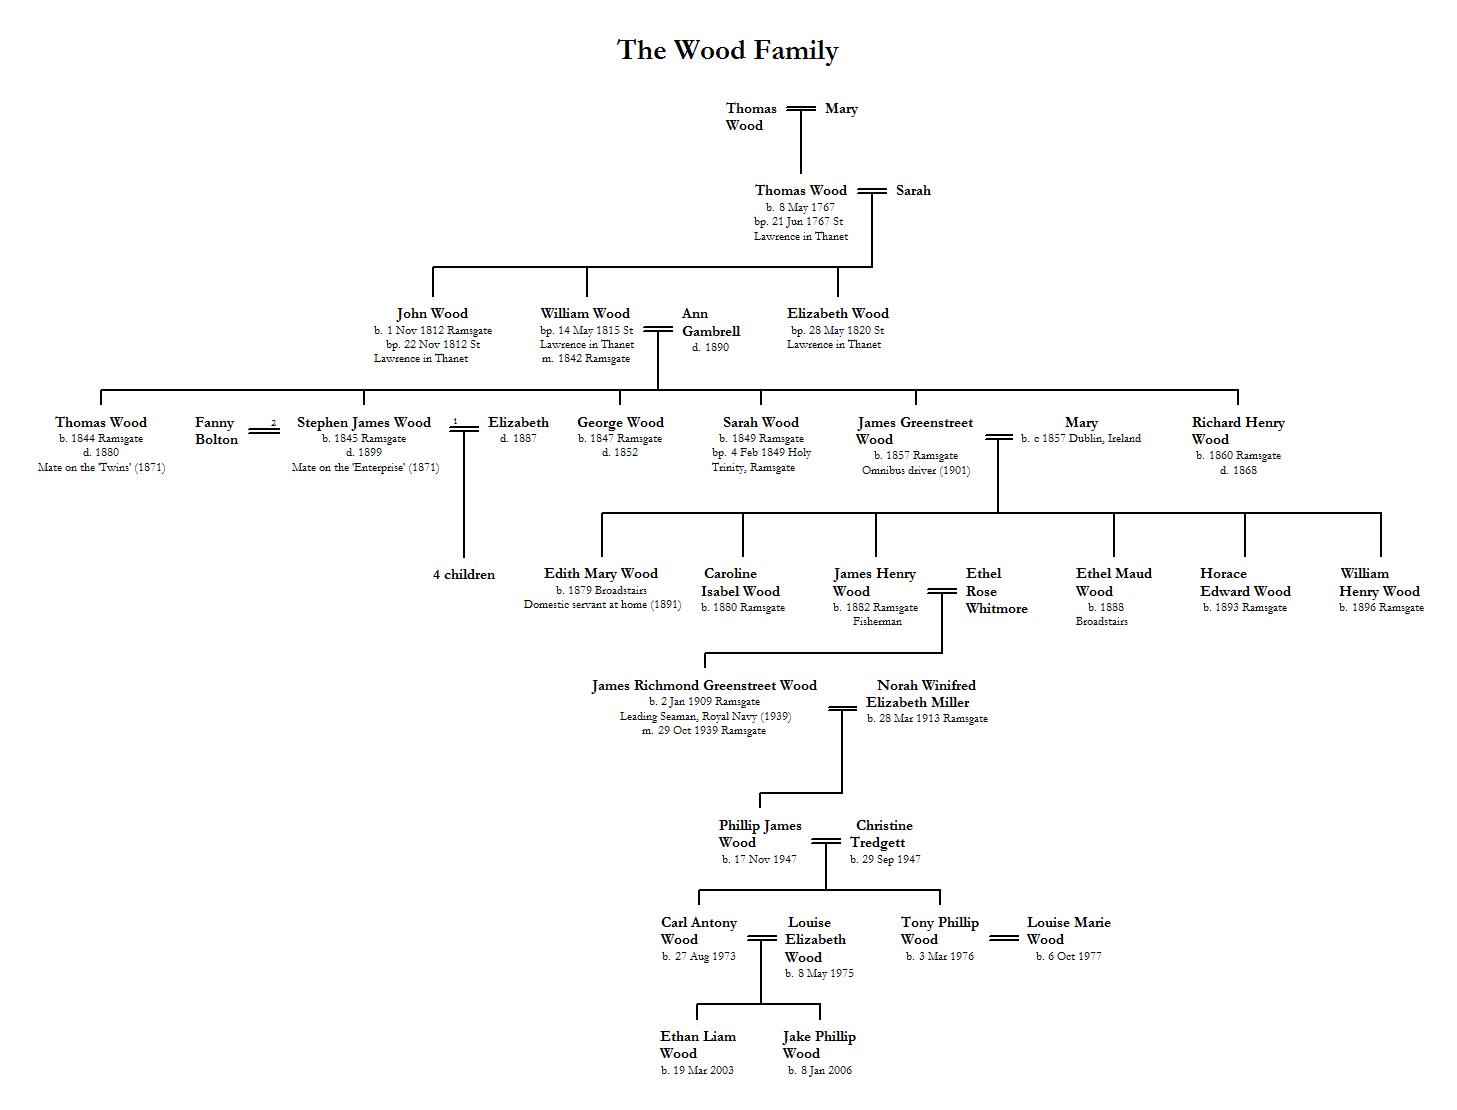 The Wood Family
Thomas
Wood
Mary
Thomas Wood
b. 8 May 1767
bp. 21 Jun 1767 St
Lawrence in Thanet
Sarah
John Wood
b. 1 Nov 1812 Ramsgate
bp. 22 Nov 1812 St
Lawrence in Thanet
William Wood
bp. 14 May 1815 St
Lawrence in Thanet
m. 1842 Ramsgate
Ann
Gambrell
d. 1890
Elizabeth Wood
bp. 28 May 1820 St
Lawrence in Thanet
Thomas Wood
b. 1844 Ramsgate
d. 1880
Mate on the 'Twins' (1871)
Fanny
Bolton
2
Stephen James Wood
b. 1845 Ramsgate
d. 1899
Mate on the 'Enterprise' (1871)
1
Elizabeth
d. 1887
George Wood
b. 1847 Ramsgate
d. 1852
Sarah Wood
b. 1849 Ramsgate
bp. 4 Feb 1849 Holy
Trinity, Ramsgate
James Greenstreet
Wood
b. 1857 Ramsgate
Omnibus driver (1901)
Mary
b. c 1857 Dublin, Ireland
Richard Henry
Wood
b. 1860 Ramsgate
d. 1868
4 children
Edith Mary Wood
b. 1879 Broadstairs
Domestic servant at home (1891)
Caroline
Isabel Wood
b. 1880 Ramsgate
James Henry
Wood
b. 1882 Ramsgate
Fisherman
Ethel
Rose
Whitmore
Ethel Maud
Wood
b. 1888
Broadstairs
Horace
Edward Wood
b. 1893 Ramsgate
William
Henry Wood
b. 1896 Ramsgate
James Richmond Greenstreet Wood
b. 2 Jan 1909 Ramsgate
Leading Seaman, Royal Navy (1939)
m. 29 Oct 1939 Ramsgate
Norah Winifred
Elizabeth Miller
b. 28 Mar 1913 Ramsgate
Phillip James
Wood
b. 17 Nov 1947
Christine
Tredgett
b. 29 Sep 1947
Carl Antony
Wood
b. 27 Aug 1973
Louise
Elizabeth
Wood
b. 8 May 1975
Tony Phillip
Wood
b. 3 Mar 1976
Louise Marie
Wood
b. 6 Oct 1977
Ethan Liam
Wood
b. 19 Mar 2003
Jake Phillip
Wood
b. 8 Jan 2006